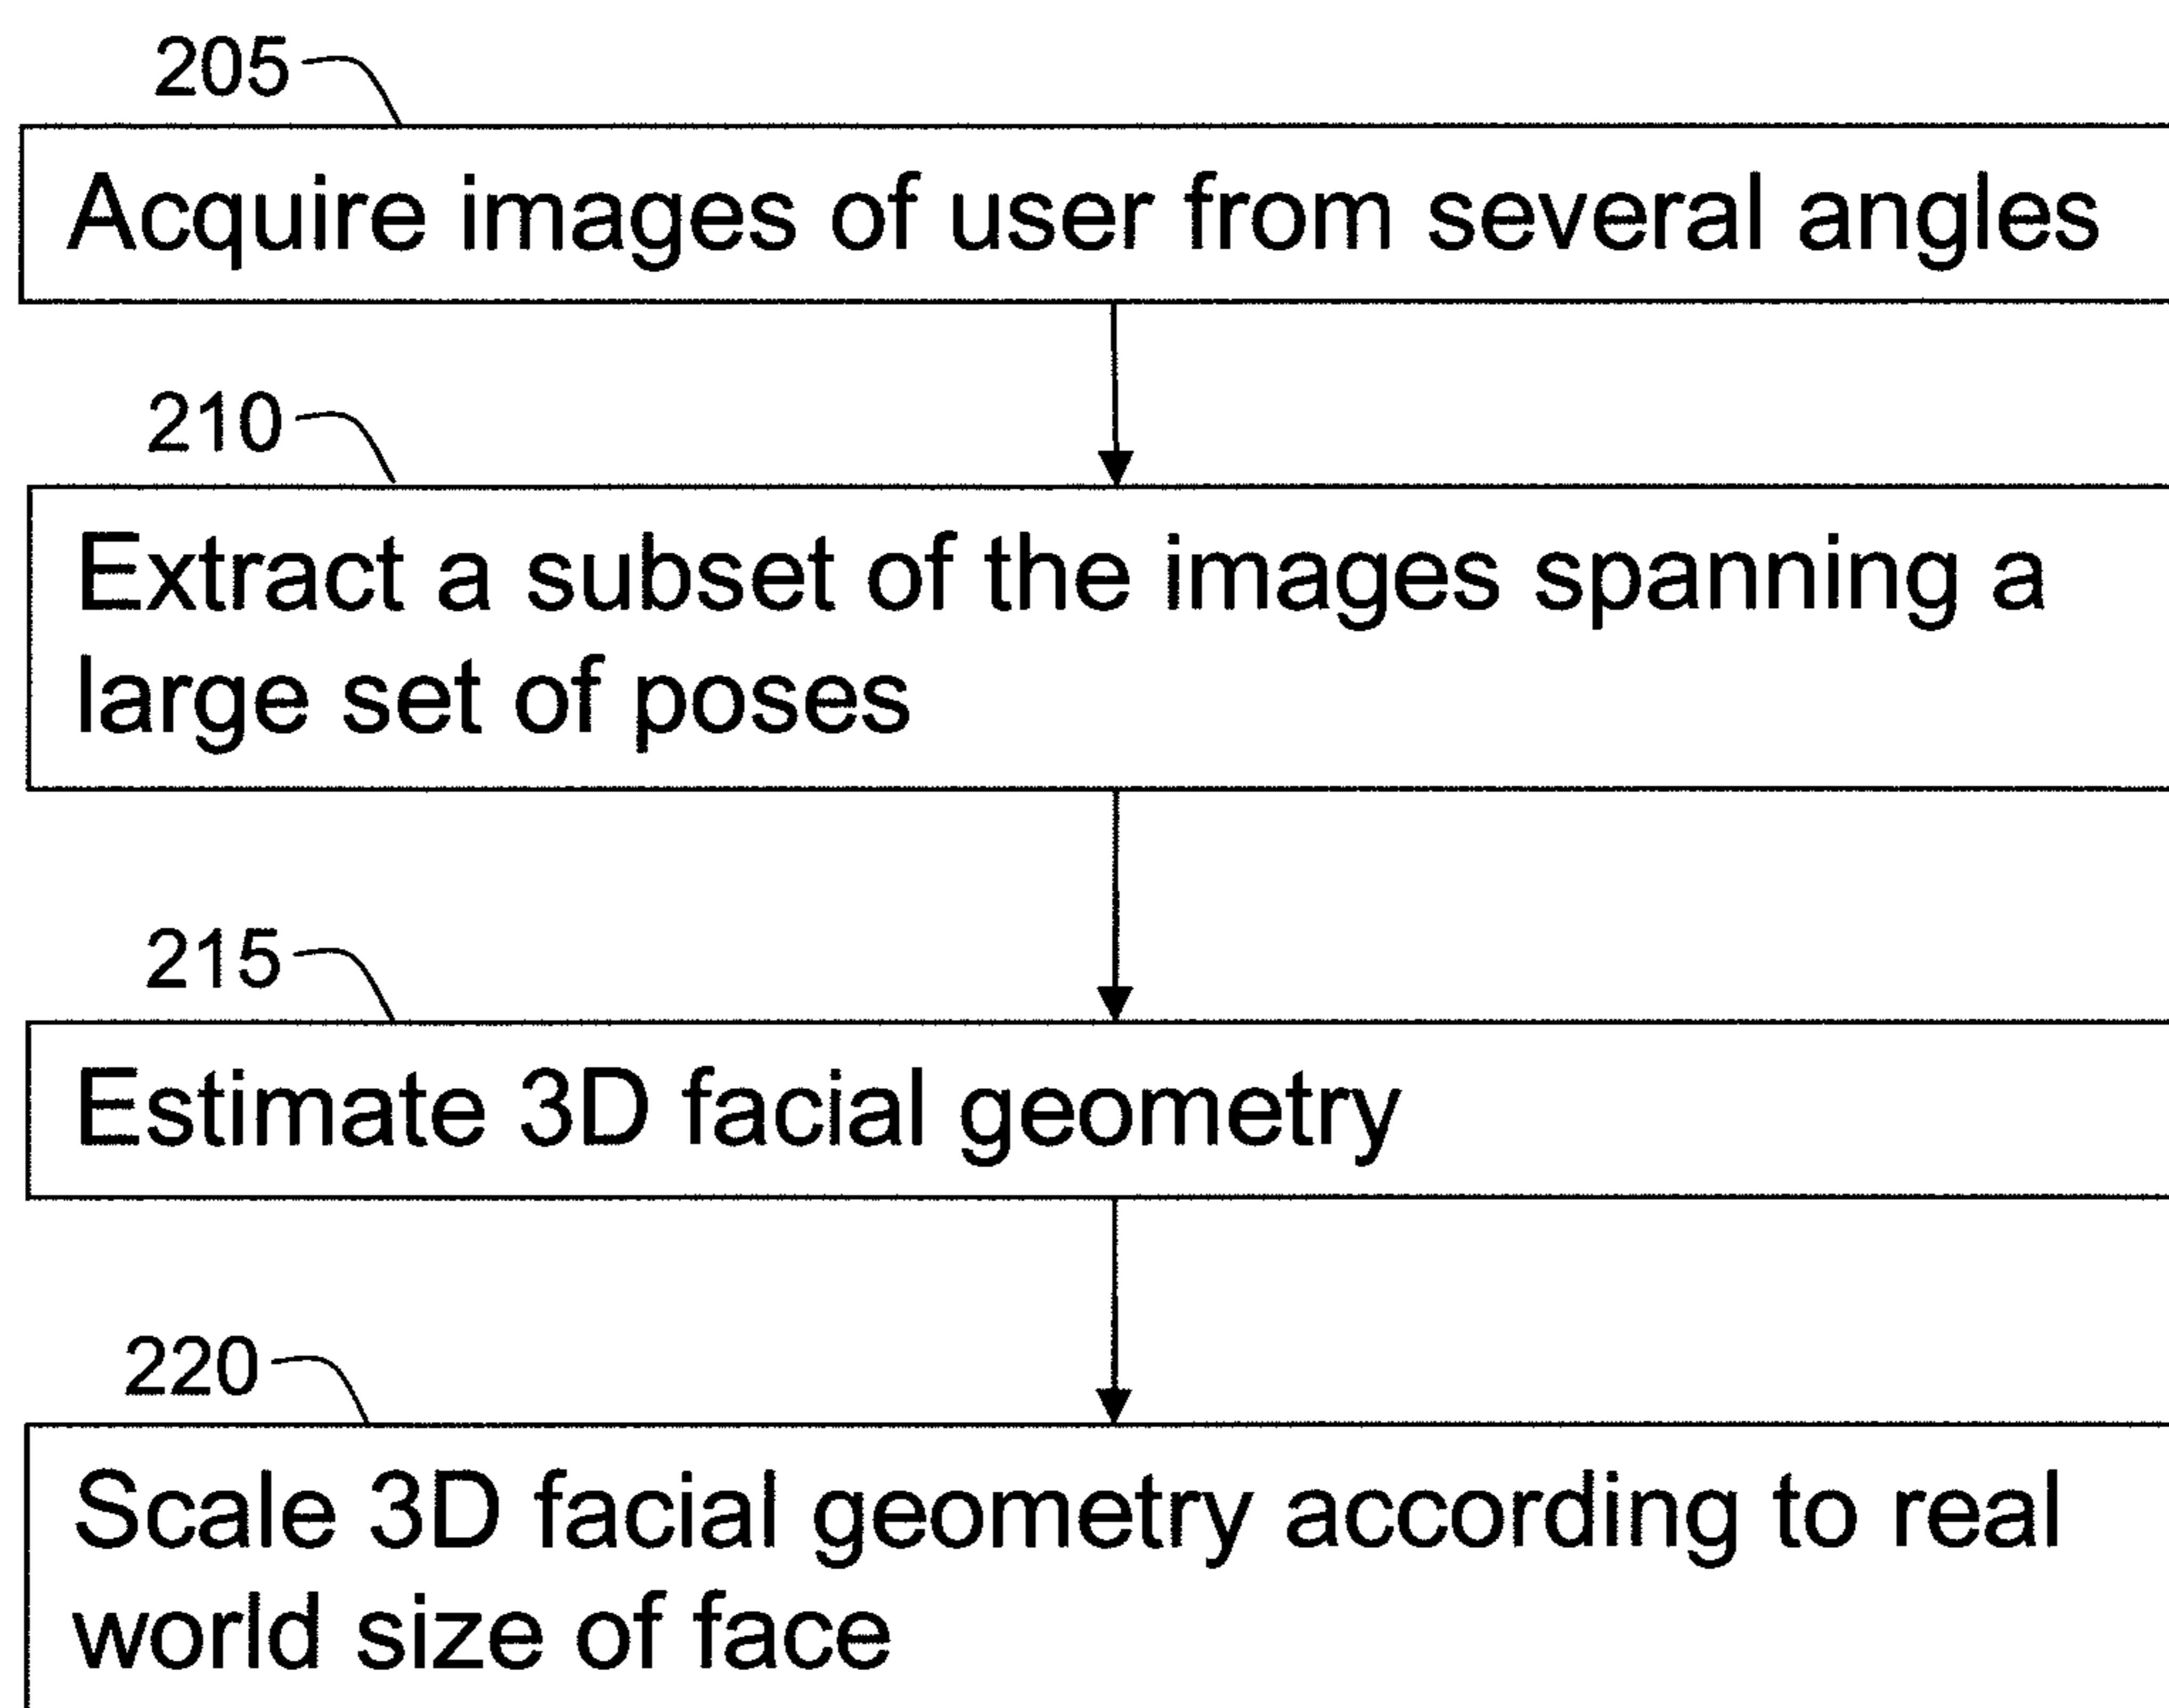 205
Acquire images of user from several angles
210
Extract a subset of the images spanning a
large set of poses
215
Estimate 3D facial geometry
220
Scale 3D facial geometry according to real
world size of face